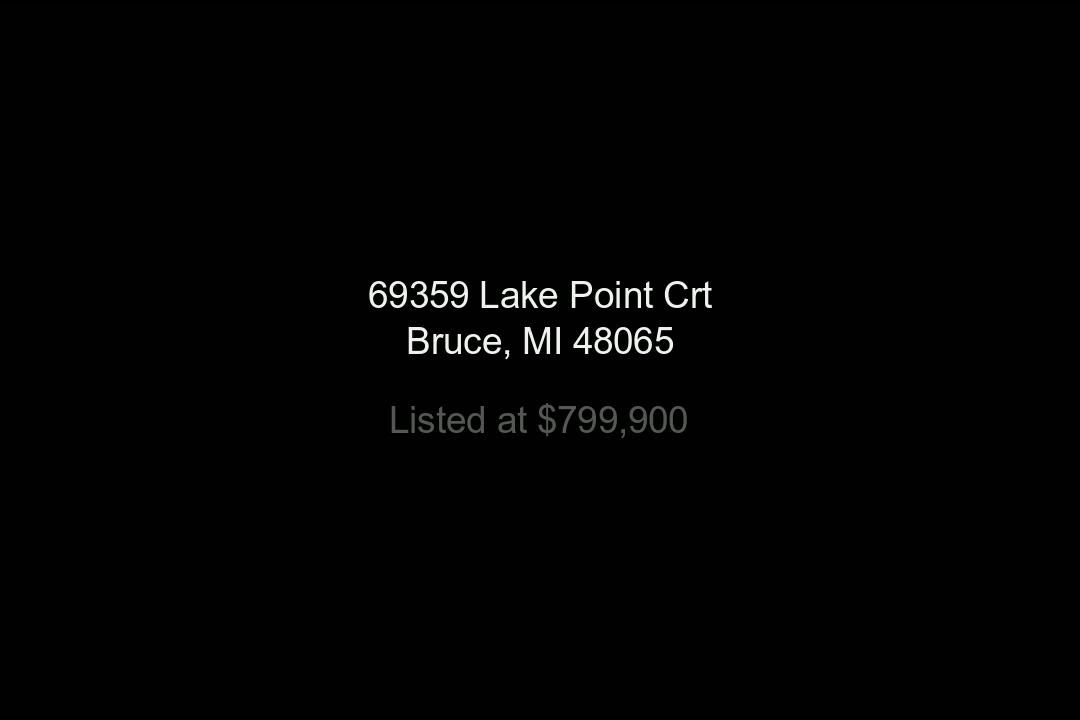 69359 Lake Point Crt
Bruce, MI 48065
Listed at $799,900